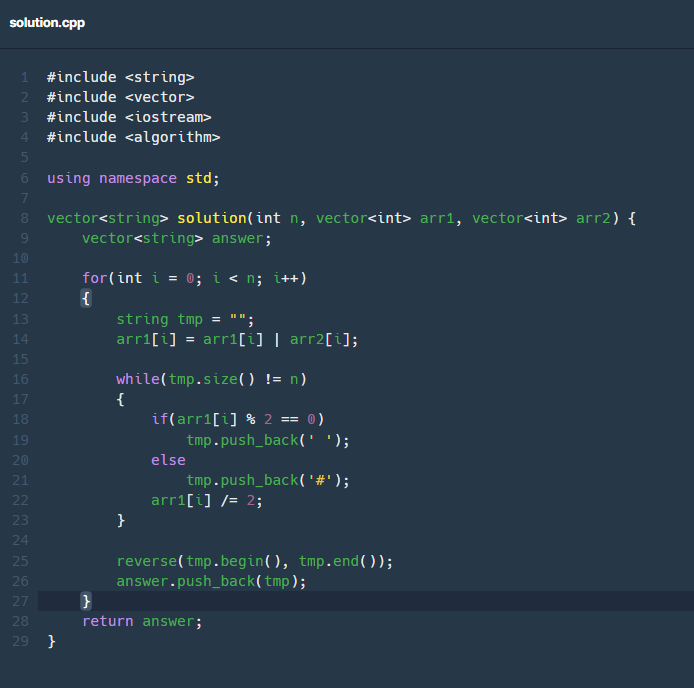 solution.cpp
1 #include <string>
2 #include <vector>
3 #include <iostream>
4 #include <algorithm>
5
6 using namespace std;
7
8 vector<string> solution(int n, vector<int> arr1, vector<int> arr2) {
9     vector<string> answer;
10
11     for(int i = 0; i < n; i++)
12     {
13         string tmp = "";
14         arr1[i] = arr1[i] | arr2[i];
15
16         while(tmp.size() != n)
17         {
18             if(arr1[i] % 2 == 0)
19                 tmp.push_back(' ');
20             else
21                 tmp.push_back('#');
22             arr1[i] /= 2;
23         }
24
25         reverse(tmp.begin(), tmp.end());
26         answer.push_back(tmp);
27     }
28     return answer;
29 }